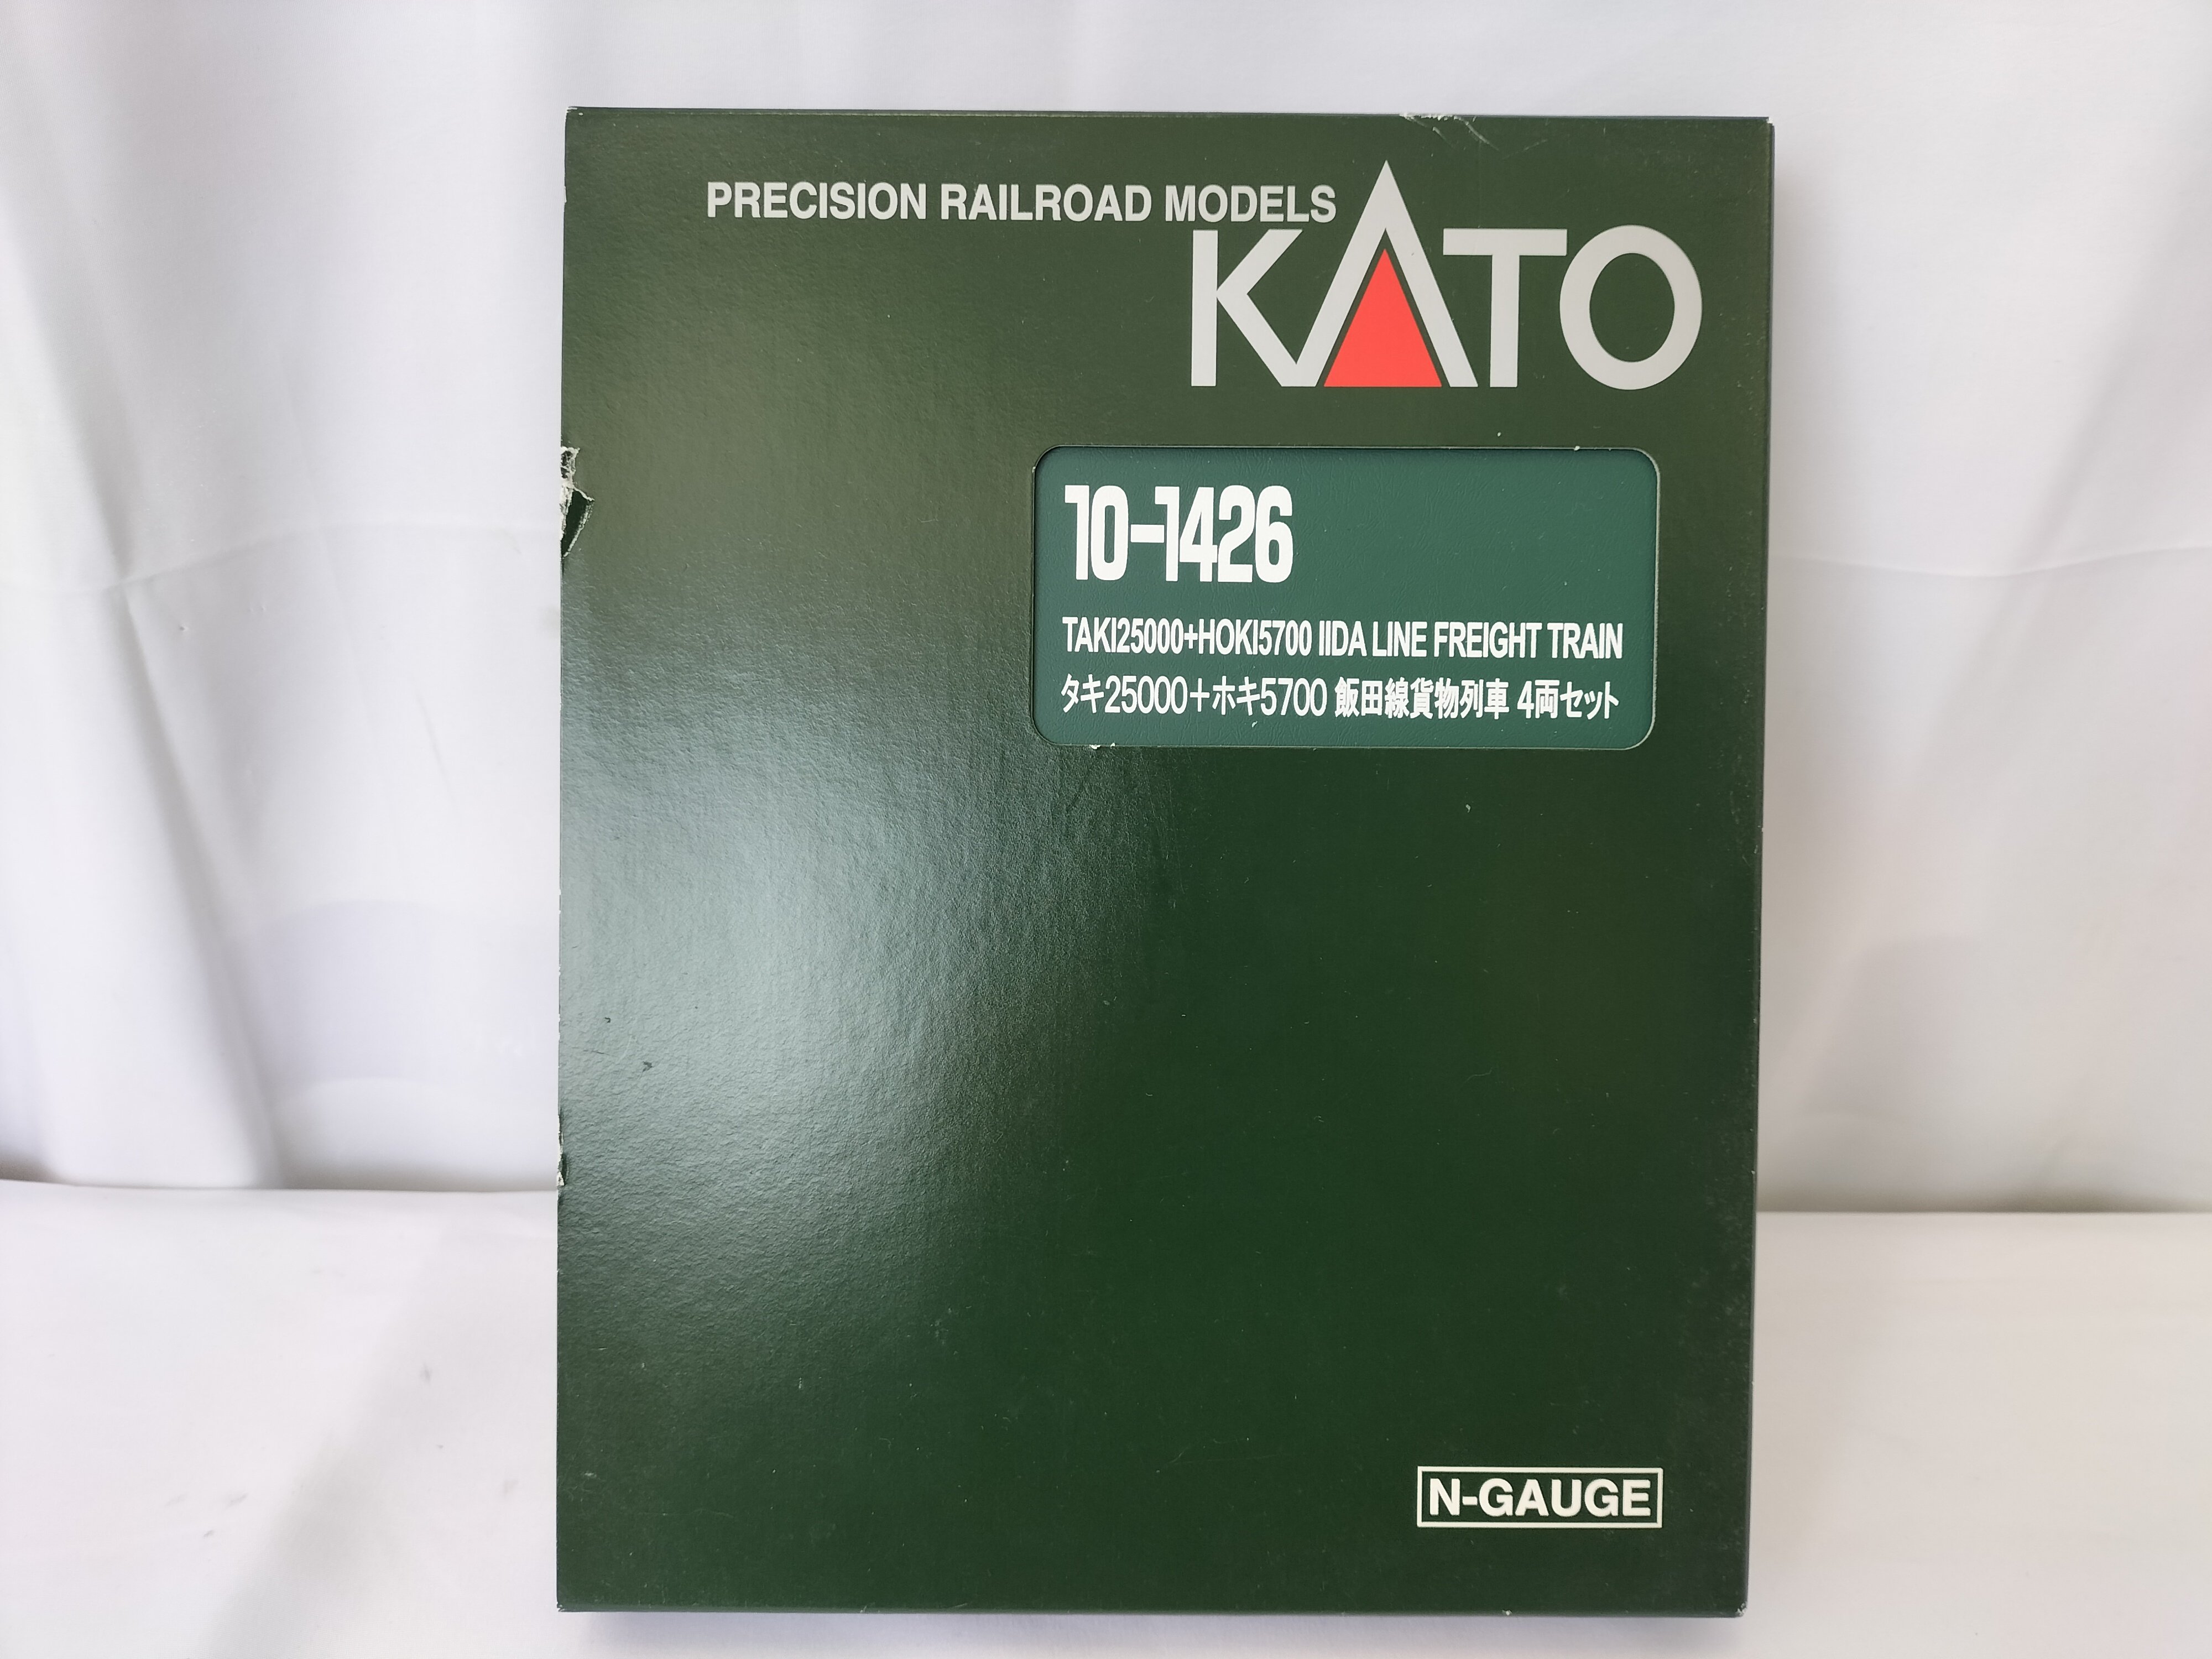 PRECISION RAILROAD MODELS
KATO
10-1426
TAKI25000+HOKI5700 IIDA LINE FREIGHT TRAIN
タキ25000+ホキ5700 飯田線貨物列車 4両セット
N-GAUGE